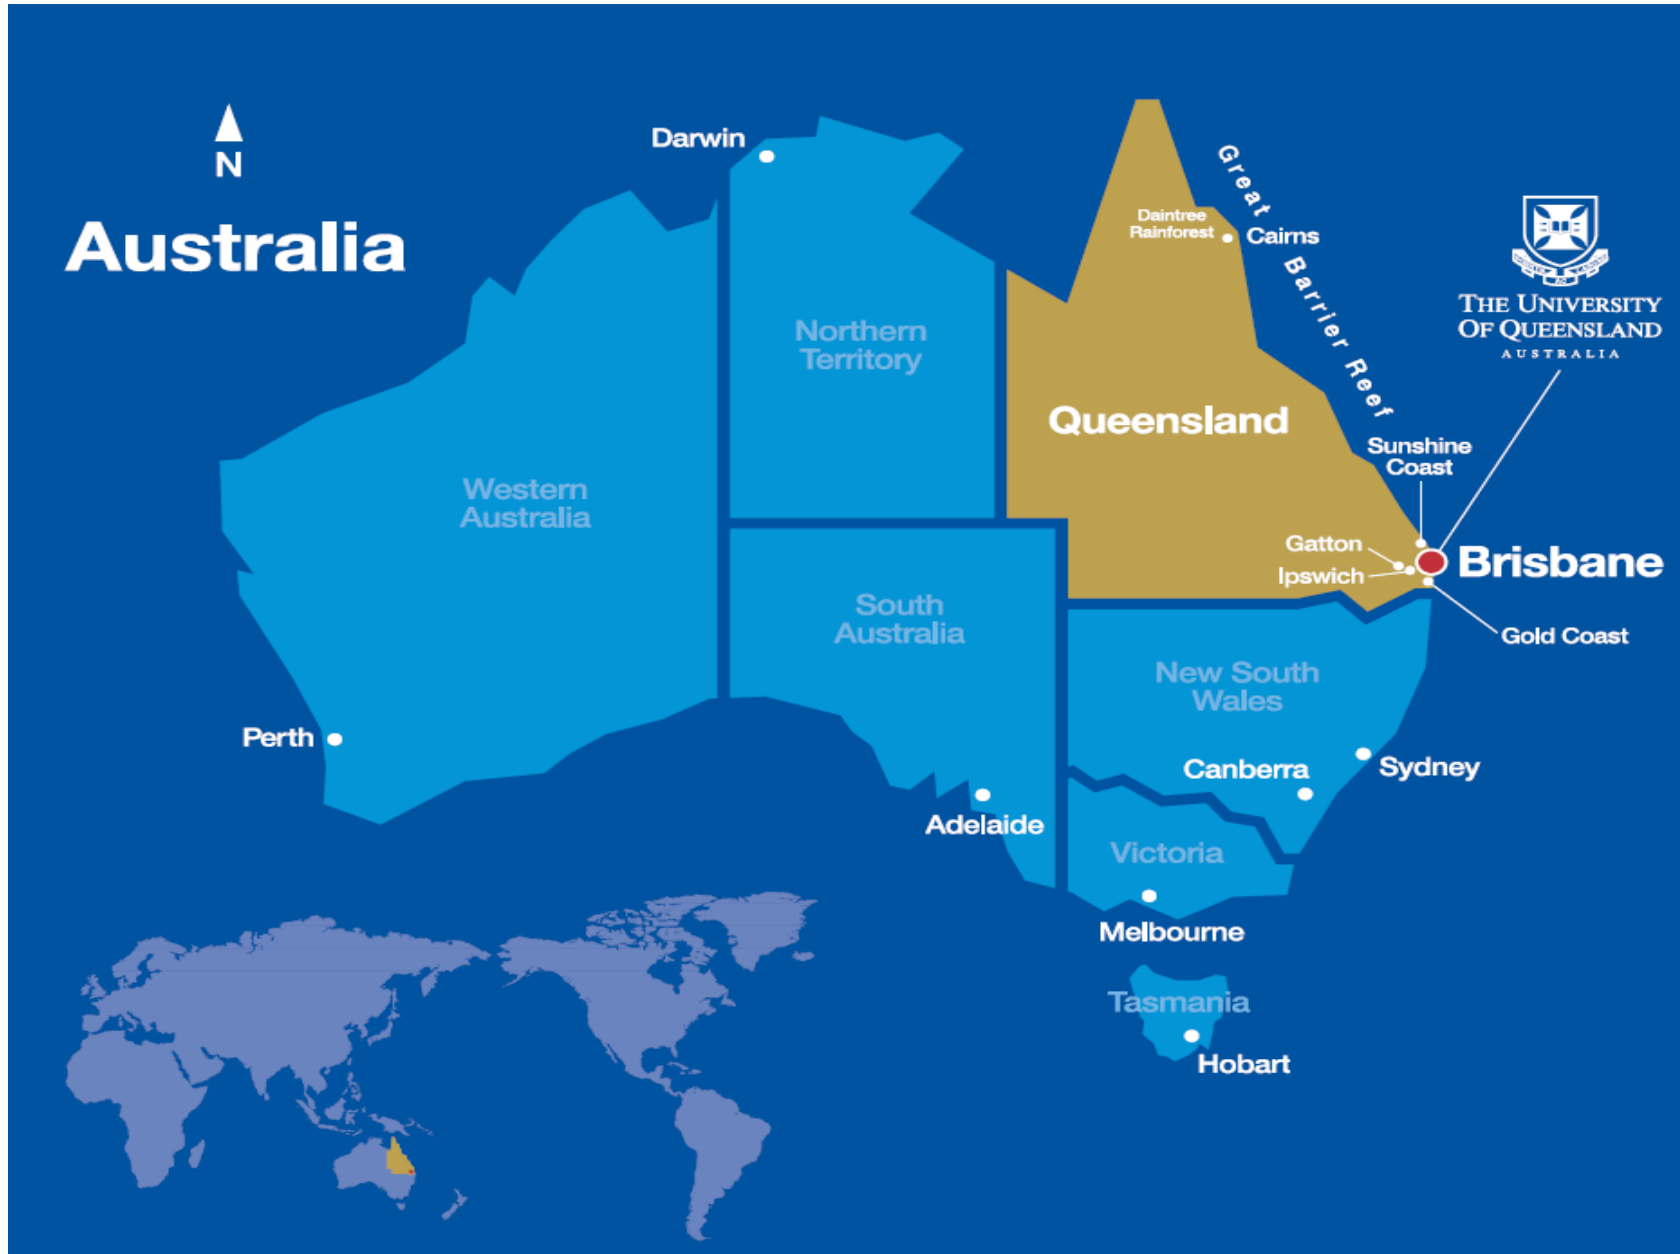 N
Australia
Darwin
Great Barrier Reef
Daintree
Rainforest
Cairns
THE UNIVERSITY
OF QUEENSLAND
AUSTRALIA
Northern
Territory
Queensland
Sunshine
Coast
Western
Australia
Gatton
Ipswich
Brisbane
Gold Coast
South
Australia
New South
Wales
Perth
Canberra
Sydney
Adelaide
Victoria
Melbourne
Tasmania
Hobart